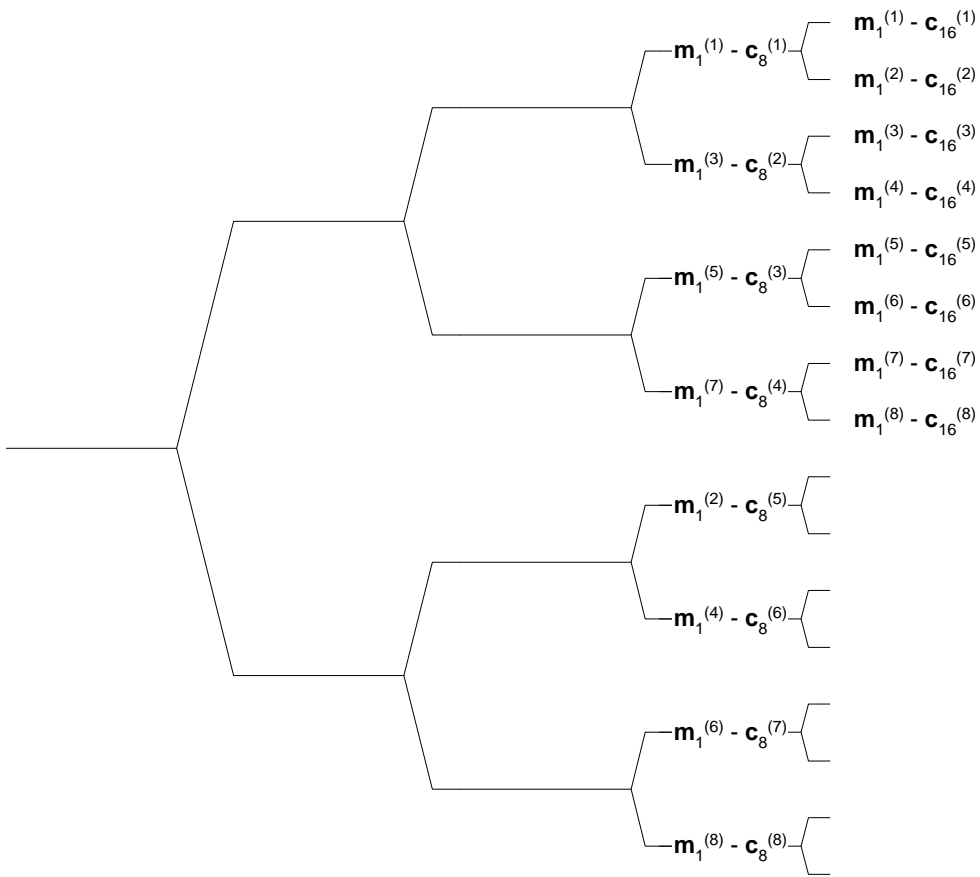 m₁⁽¹⁾ - c₁₆⁽¹⁾
m₁⁽¹⁾ - c₈⁽¹⁾
m₁⁽²⁾ - c₁₆⁽²⁾
m₁⁽³⁾ - c₁₆⁽³⁾
m₁⁽³⁾ - c₈⁽²⁾
m₁⁽⁴⁾ - c₁₆⁽⁴⁾
m₁⁽⁵⁾ - c₁₆⁽⁵⁾
m₁⁽⁵⁾ - c₈⁽³⁾
m₁⁽⁶⁾ - c₁₆⁽⁶⁾
m₁⁽⁷⁾ - c₁₆⁽⁷⁾
m₁⁽⁷⁾ - c₈⁽⁴⁾
m₁⁽⁸⁾ - c₁₆⁽⁸⁾
m₁⁽²⁾ - c₈⁽⁵⁾
m₁⁽⁴⁾ - c₈⁽⁶⁾
m₁⁽⁶⁾ - c₈⁽⁷⁾
m₁⁽⁸⁾ - c₈⁽⁸⁾